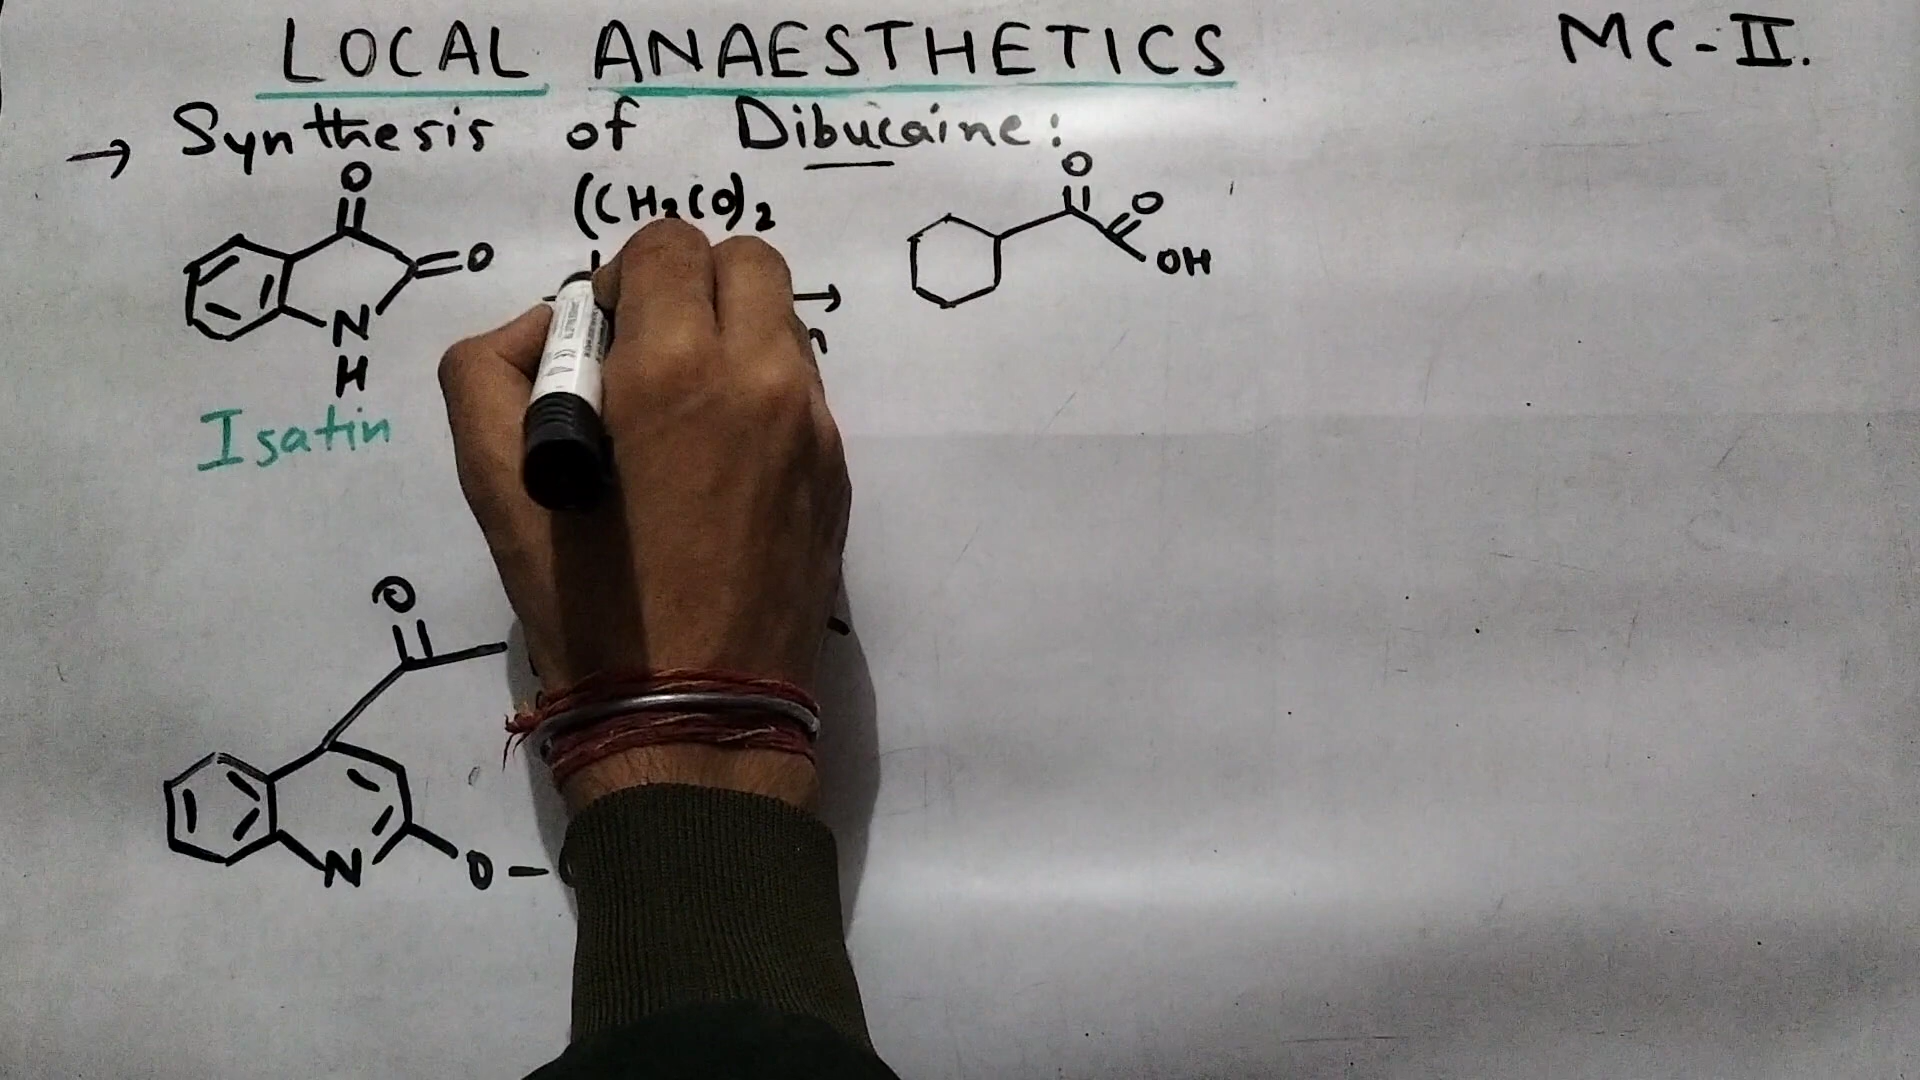 LOCAL ANAESTHETICS
MC-II.
→ Synthesis of Dibucaine:
O
O
N
H
Isatin
(CH3CO)2
O
O
OH
O
N
O-